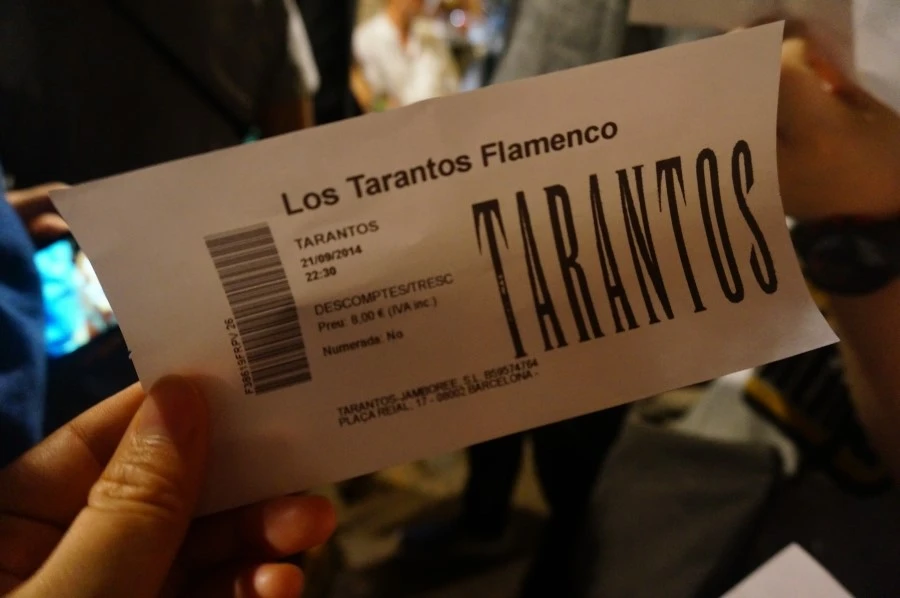 Los Tarantos Flamenco
TARANTOS
21/09/2014
22:30
DESCOMPTES/TRESC
Preu: 8,00 € (IVA inc.)
Numerada: No
TARANTOS-JAMBOREE, S.L. B59574764
PLAÇA REIAL, 17 - 08002 BARCELONA -
TARANTOS